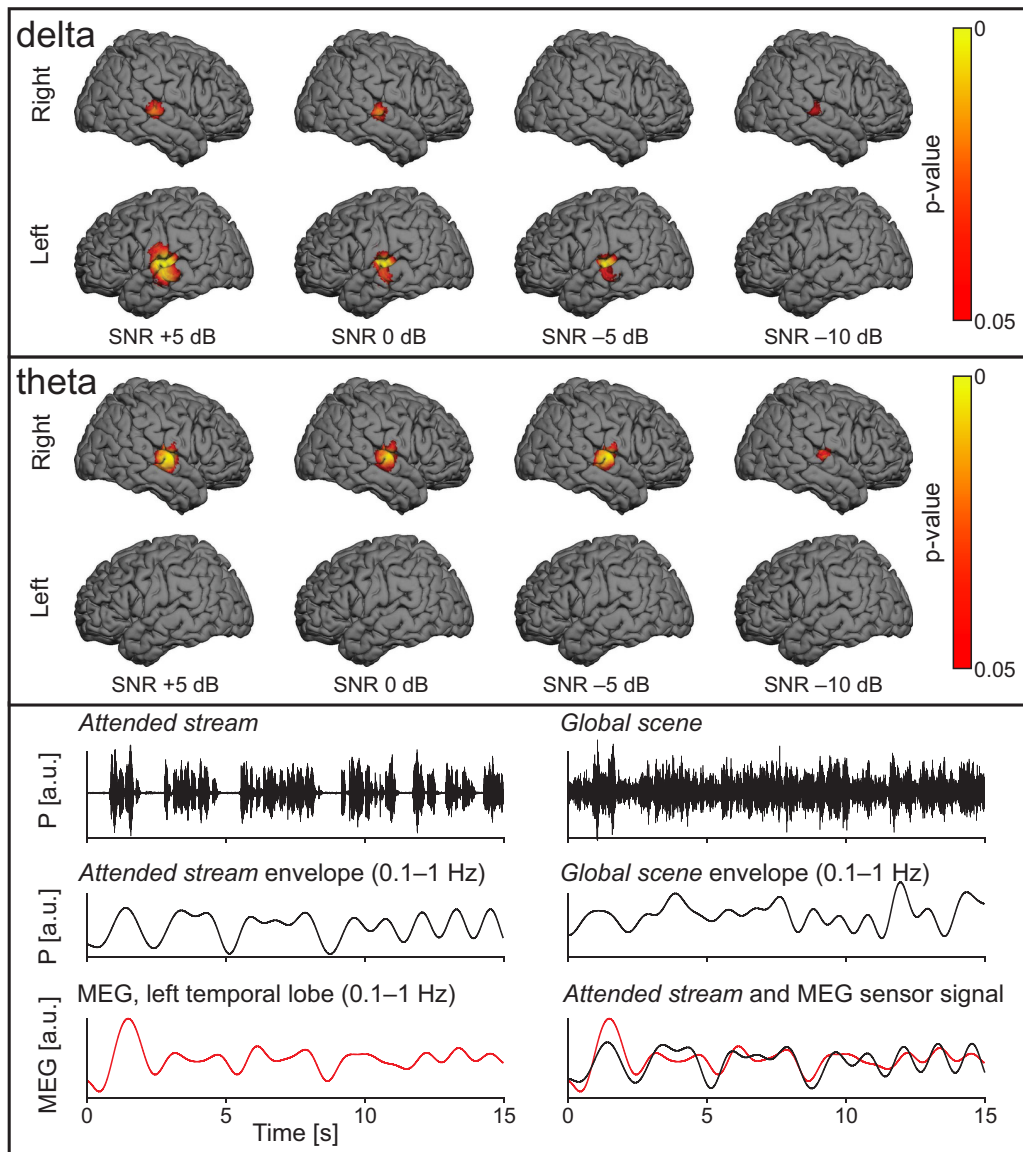 delta
Right
Left
SNR +5 dB
SNR 0 dB
SNR –5 dB
SNR –10 dB
0
p-value
0.05
theta
Right
Left
SNR +5 dB
SNR 0 dB
SNR –5 dB
SNR –10 dB
0
p-value
0.05
Attended stream
P [a.u.]
Global scene
Attended stream envelope (0.1–1 Hz)
P [a.u.]
Global scene envelope (0.1–1 Hz)
MEG, left temporal lobe (0.1–1 Hz)
MEG [a.u.]
0 5 10 15
Time [s]
Attended stream and MEG sensor signal
0 5 10 15